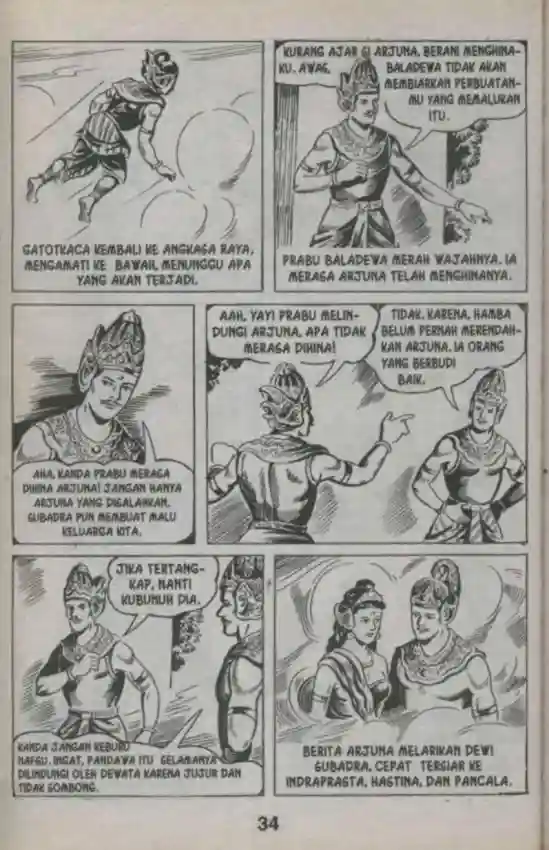 GATOTKACA KEMBALI KE ANGKASA RAYA,
MENGAMATI KE BAWAH, MENUNGGU APA
YANG AKAN TERJADI.
KURANG AJAR SI ARJUNA. BERANI MENGHINA-
KU. AWAS, BALADEWA TIDAK AKAN
MEMBIARKAN PERBUATAN-
MU YANG MEMALUKAN
ITU.
PRABU BALADEWA MERAH WAJAHNYA. IA
MERASA ARJUNA TELAH MENGHINANYA.
AHA, KANDA PRABU MERASA
DIHINA ARJUNA! JANGAN HANYA
ARJUNA YANG DISALAHKAN.
SUBADRA PUN MEMBUAT MALU
KELUARGA KITA.
AAH, YAYI PRABU MELIN-
DUNGI ARJUNA. APA TIDAK
MERASA DIHINA!
TIDAK. KARENA, HAMBA
BELUM PERNAH MERENDAH-
KAN ARJUNA. IA ORANG
YANG BERBUDI
BAIK.
JIKA TERTANG-
KAP, NANTI
KUBUNUH DIA.
KANDA JANGAN KEBURU
NAFSU. INGAT, PANDAWA ITU SELAMANYA
DILINDUNGI OLEH DEWATA KARENA JUJUR DAN
TIDAK SOMBONG.
BERITA ARJUNA MELARIKAN DEWI
SUBADRA, CEPAT TERSIAR KE
INDRAPRASTA, HASTINA, DAN PANCALA.
34